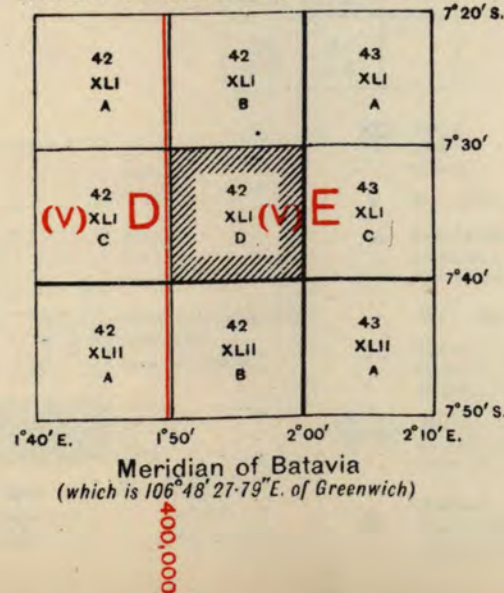 7°20' S.
42 42 43
XLI XLI XLI
A B A
7°30'
42 42 43
(V) XLI D XLI (V) E XLI
C D C
7°40'
42 42 43
XLII XLII XLII
A B A
7°50' S.
1°40' E. 1°50' 2°00' 2°10' E.
Meridian of Batavia
(which is 106°48'27·79"E. of Greenwich)
400,000